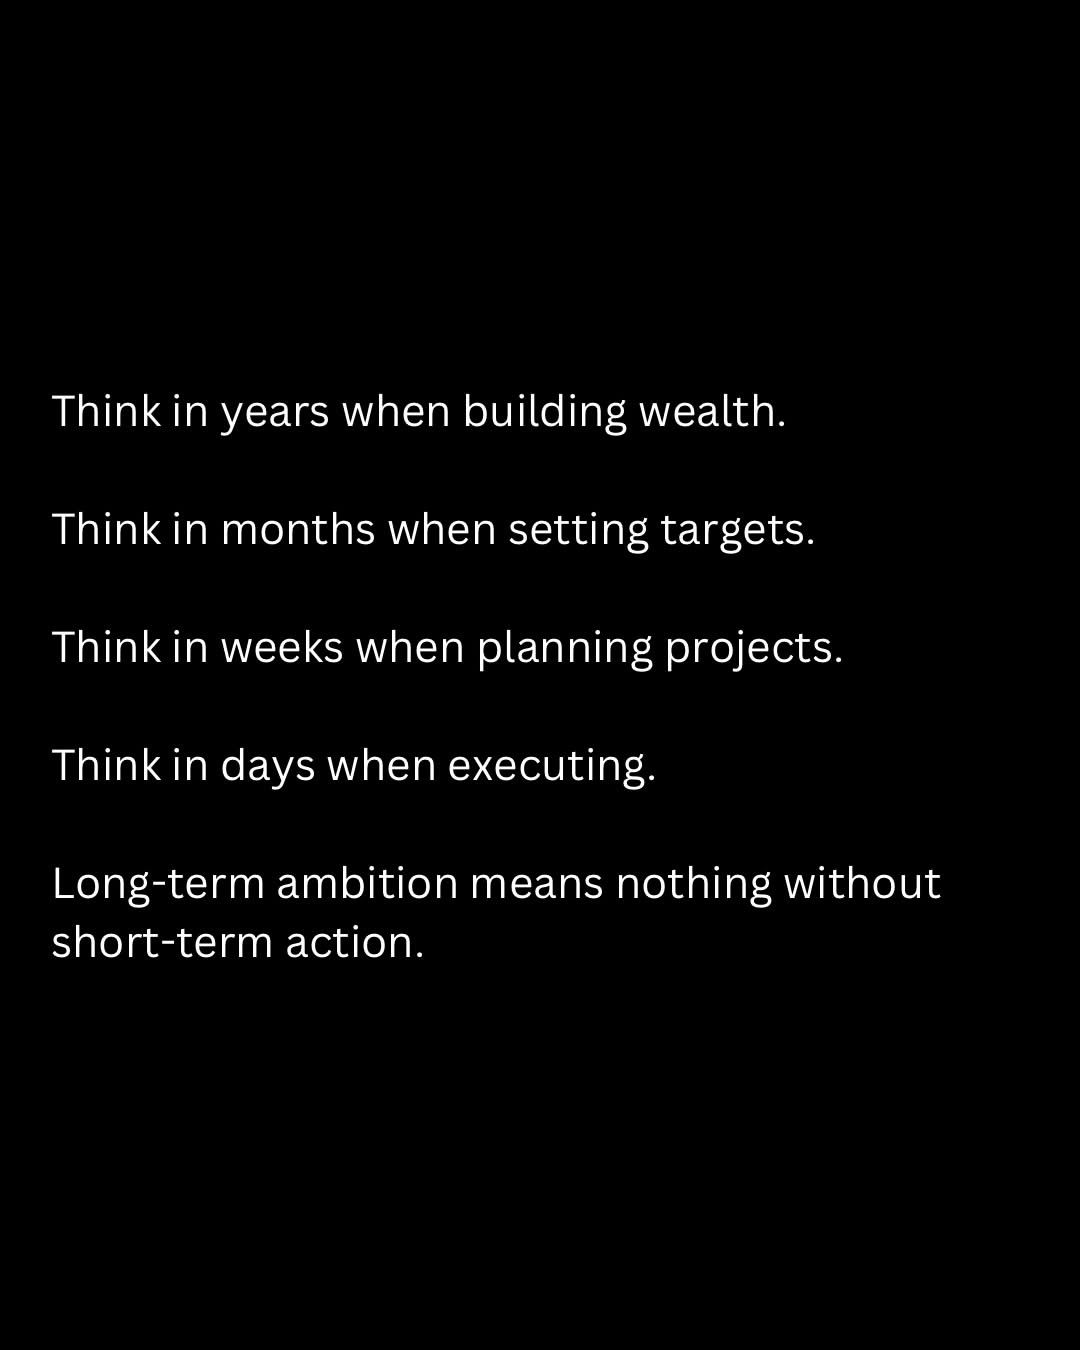 Think in years when building wealth.
Think in months when setting targets.
Think in weeks when planning projects.
Think in days when executing.
Long-term ambition means nothing without
short-term action.